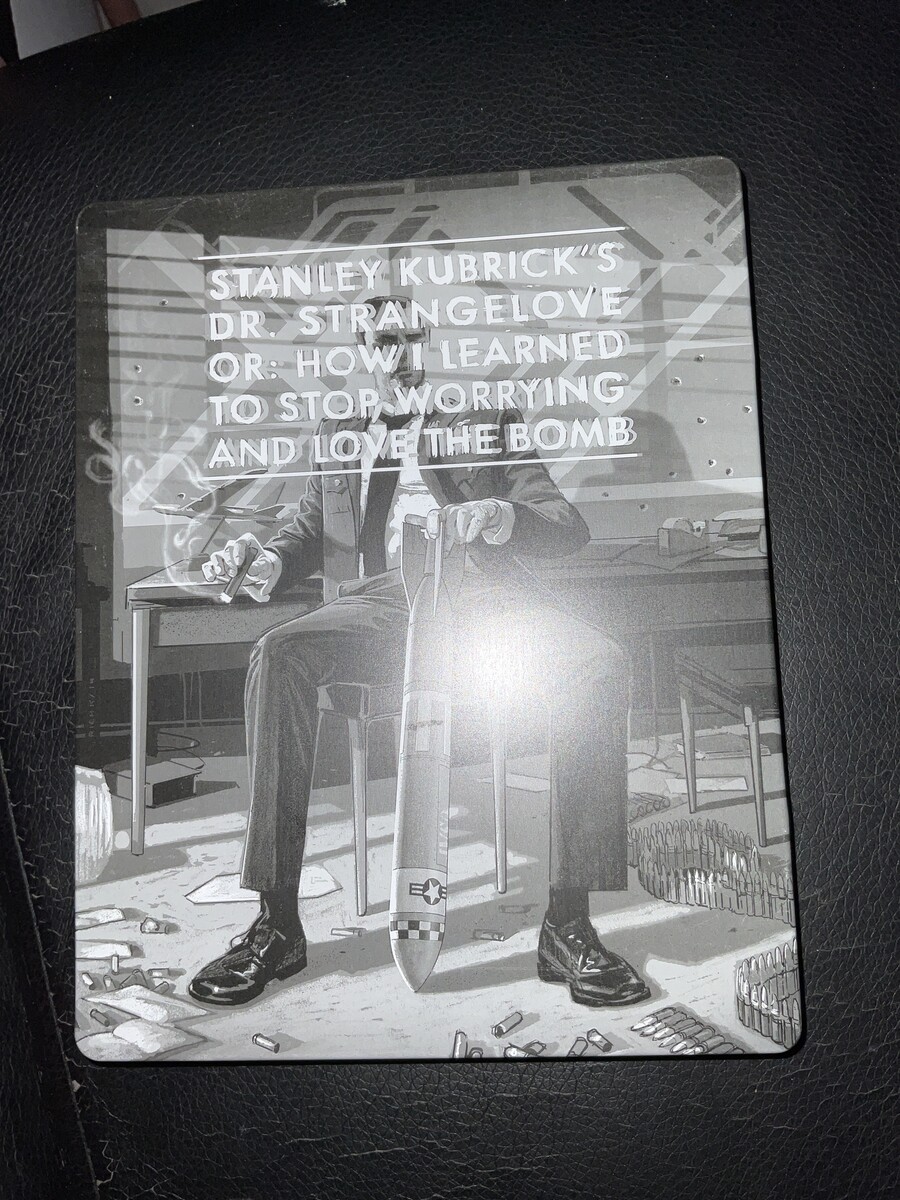 STANLEY KUBRICK'S
DR. STRANGELOVE
OR: HOW I LEARNED
TO STOP WORRYING
AND LOVE THE BOMB